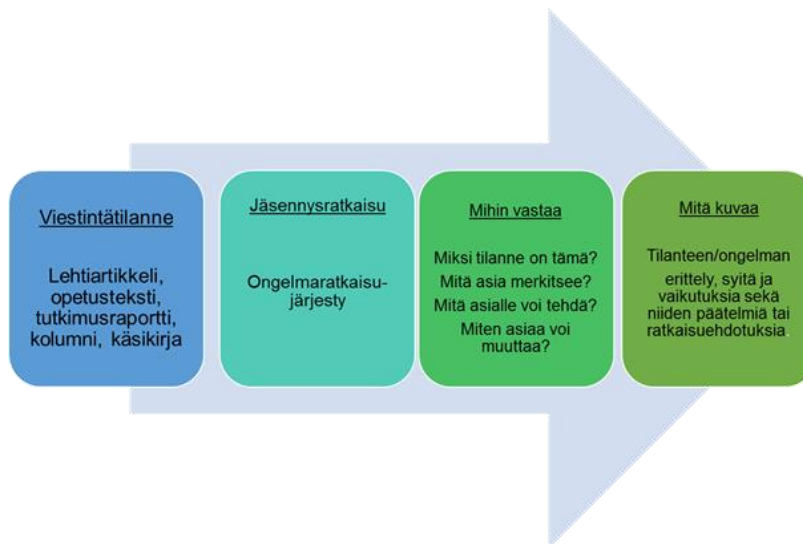 Viestintätilanne
Lehtiartikkeli,
opetusteksti,
tutkimusraportti,
kolumni, käsikirja
Jäsennysratkaisu
Ongelmaratkaisu-
järjesty
Mihin vastaa
Miksi tilanne on tämä?
Mitä asia merkitsee?
Mitä asialle voi tehdä?
Miten asiaa voi
muuttaa?
Mitä kuvaa
Tilanteen/ongelman
erittely, syitä ja
vaikutuksia sekä
niiden päätelmiä tai
ratkaisuehdotuksia.